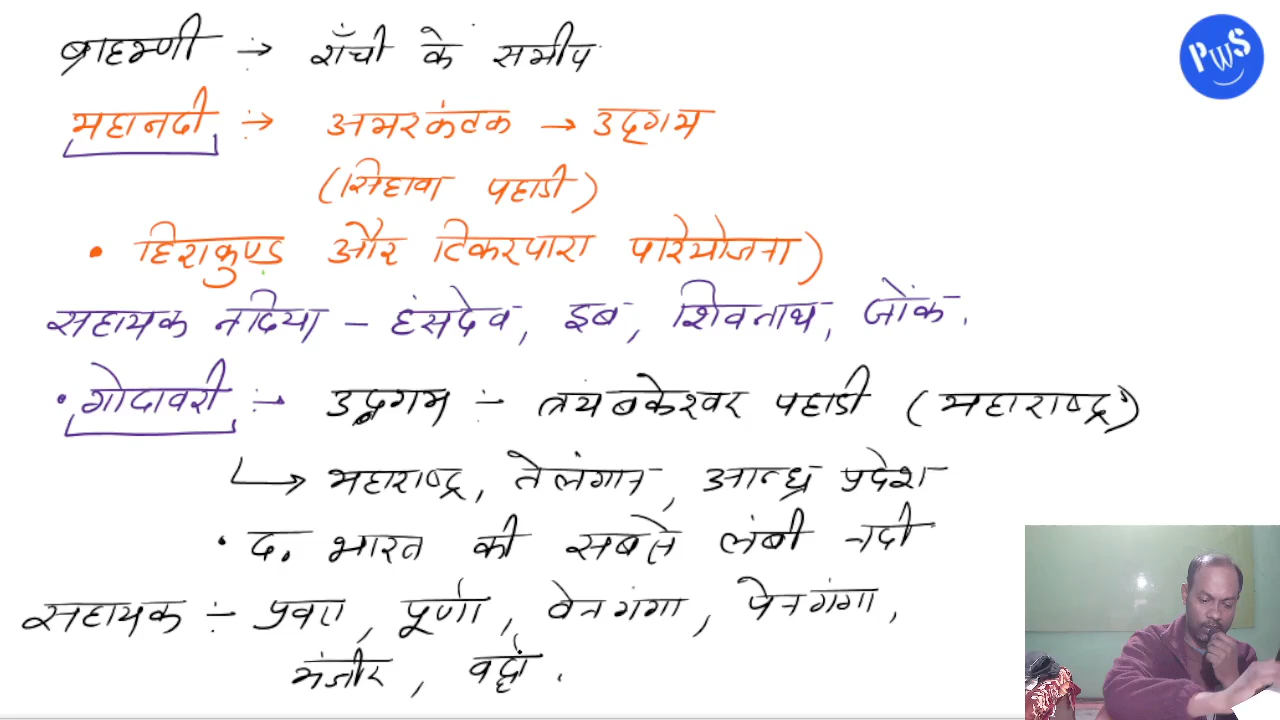 PWS
ब्राहम्णी :→ राँची के समीप
महानदी :→ अमरकंटक → उद्गम
(सिहावा पहाडी)
• हिराकुण्ड और टिकरपारा परियोजना)
सहायक नदिया – हंसदेव, इब, शिवनाथ, जोंक.
• गोदावरी :- उद्गम :- त्रयंबकेश्वर पहाडी (महाराष्ट्र)
↳ महाराष्ट्र, तेलंगान, आन्ध्र प्रदेश
• द. भारत की सबसे लंबी नदी
सहायक :- प्रवरा, पूर्णा, वेनगंगा, पेनगंगा,
मंजीर, वर्द्धा.